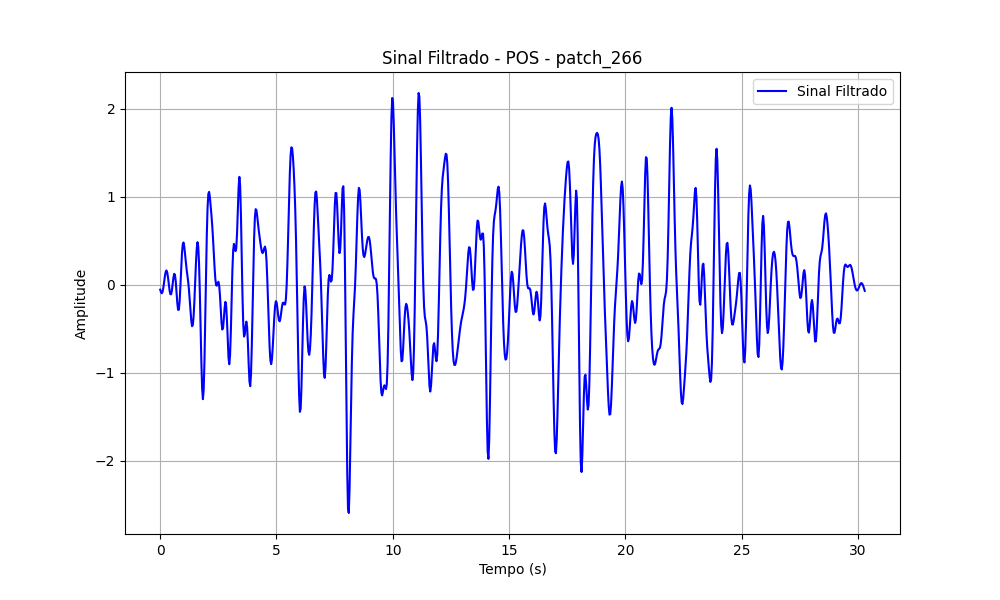 Sinal Filtrado - POS - patch_266
Sinal Filtrado
2
1
0
−1
−2
Amplitude
0 5 10 15 20 25 30
Tempo (s)